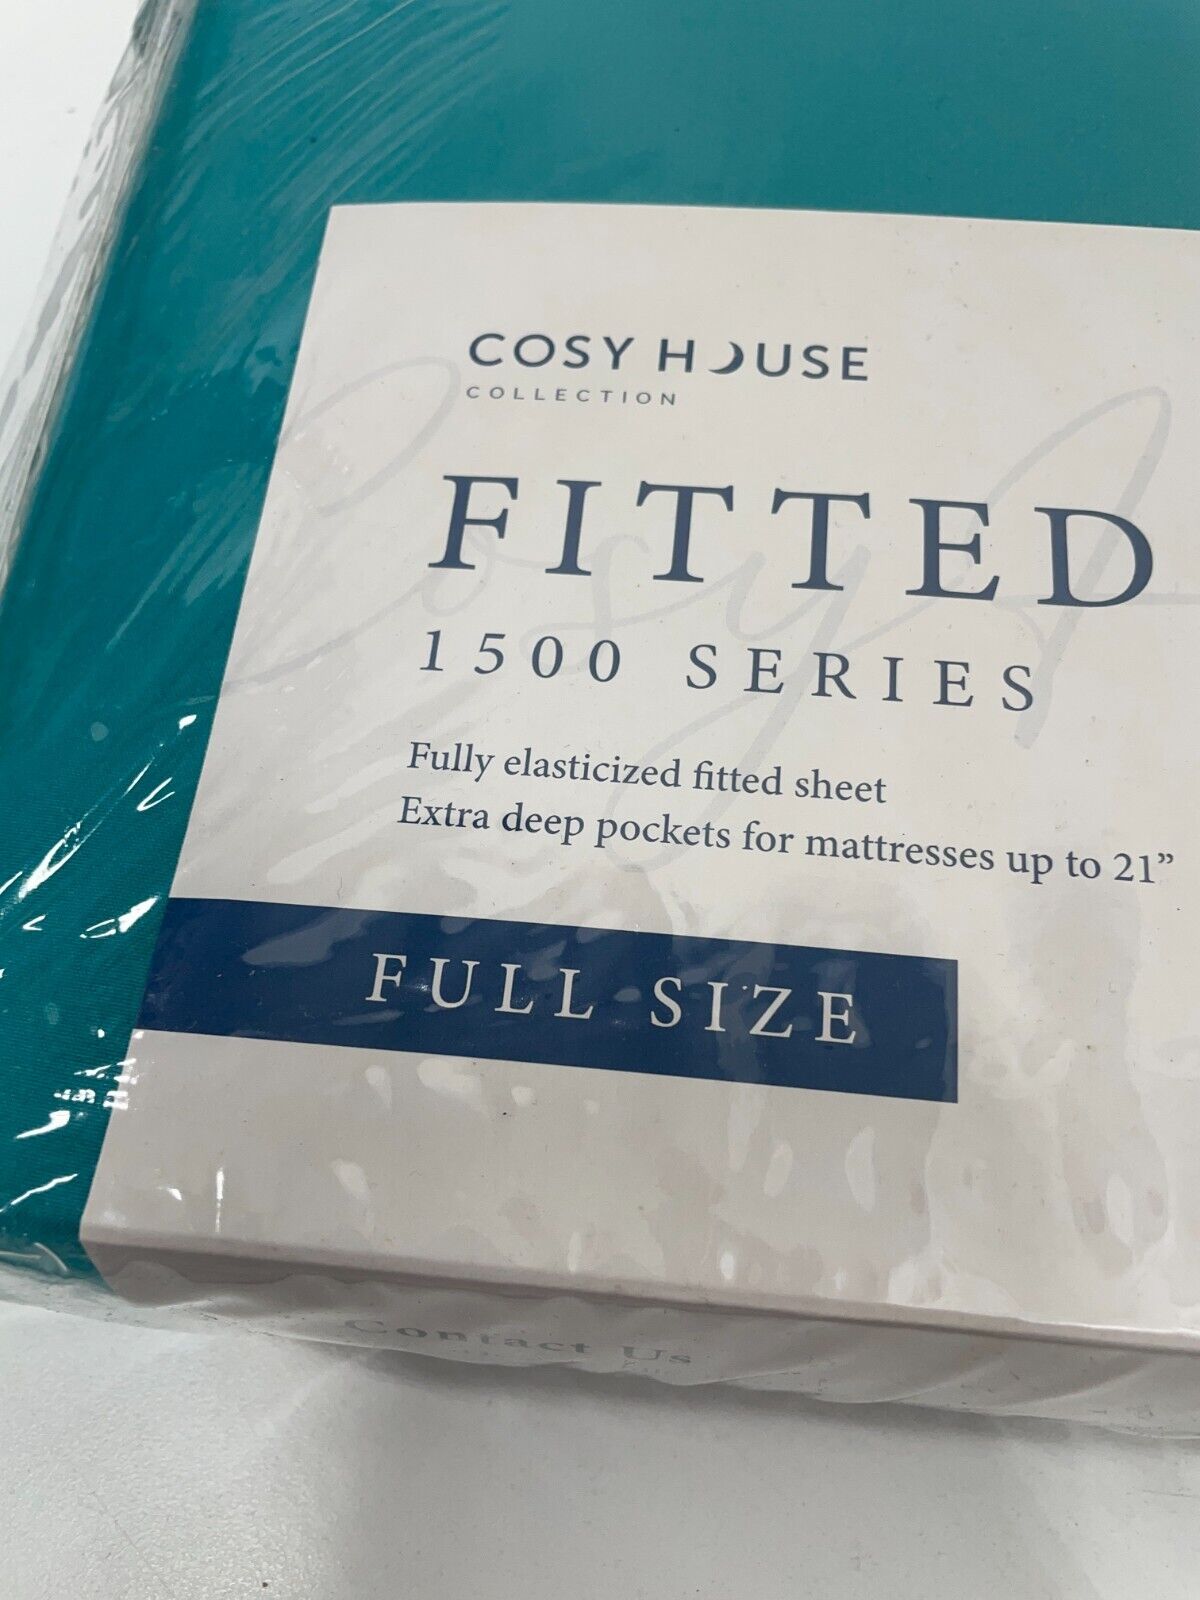 COSY HOUSE
COLLECTION
FITTED
1500 SERIES
Fully elasticized fitted sheet
Extra deep pockets for mattresses up to 21”
FULL SIZE
Contact Us